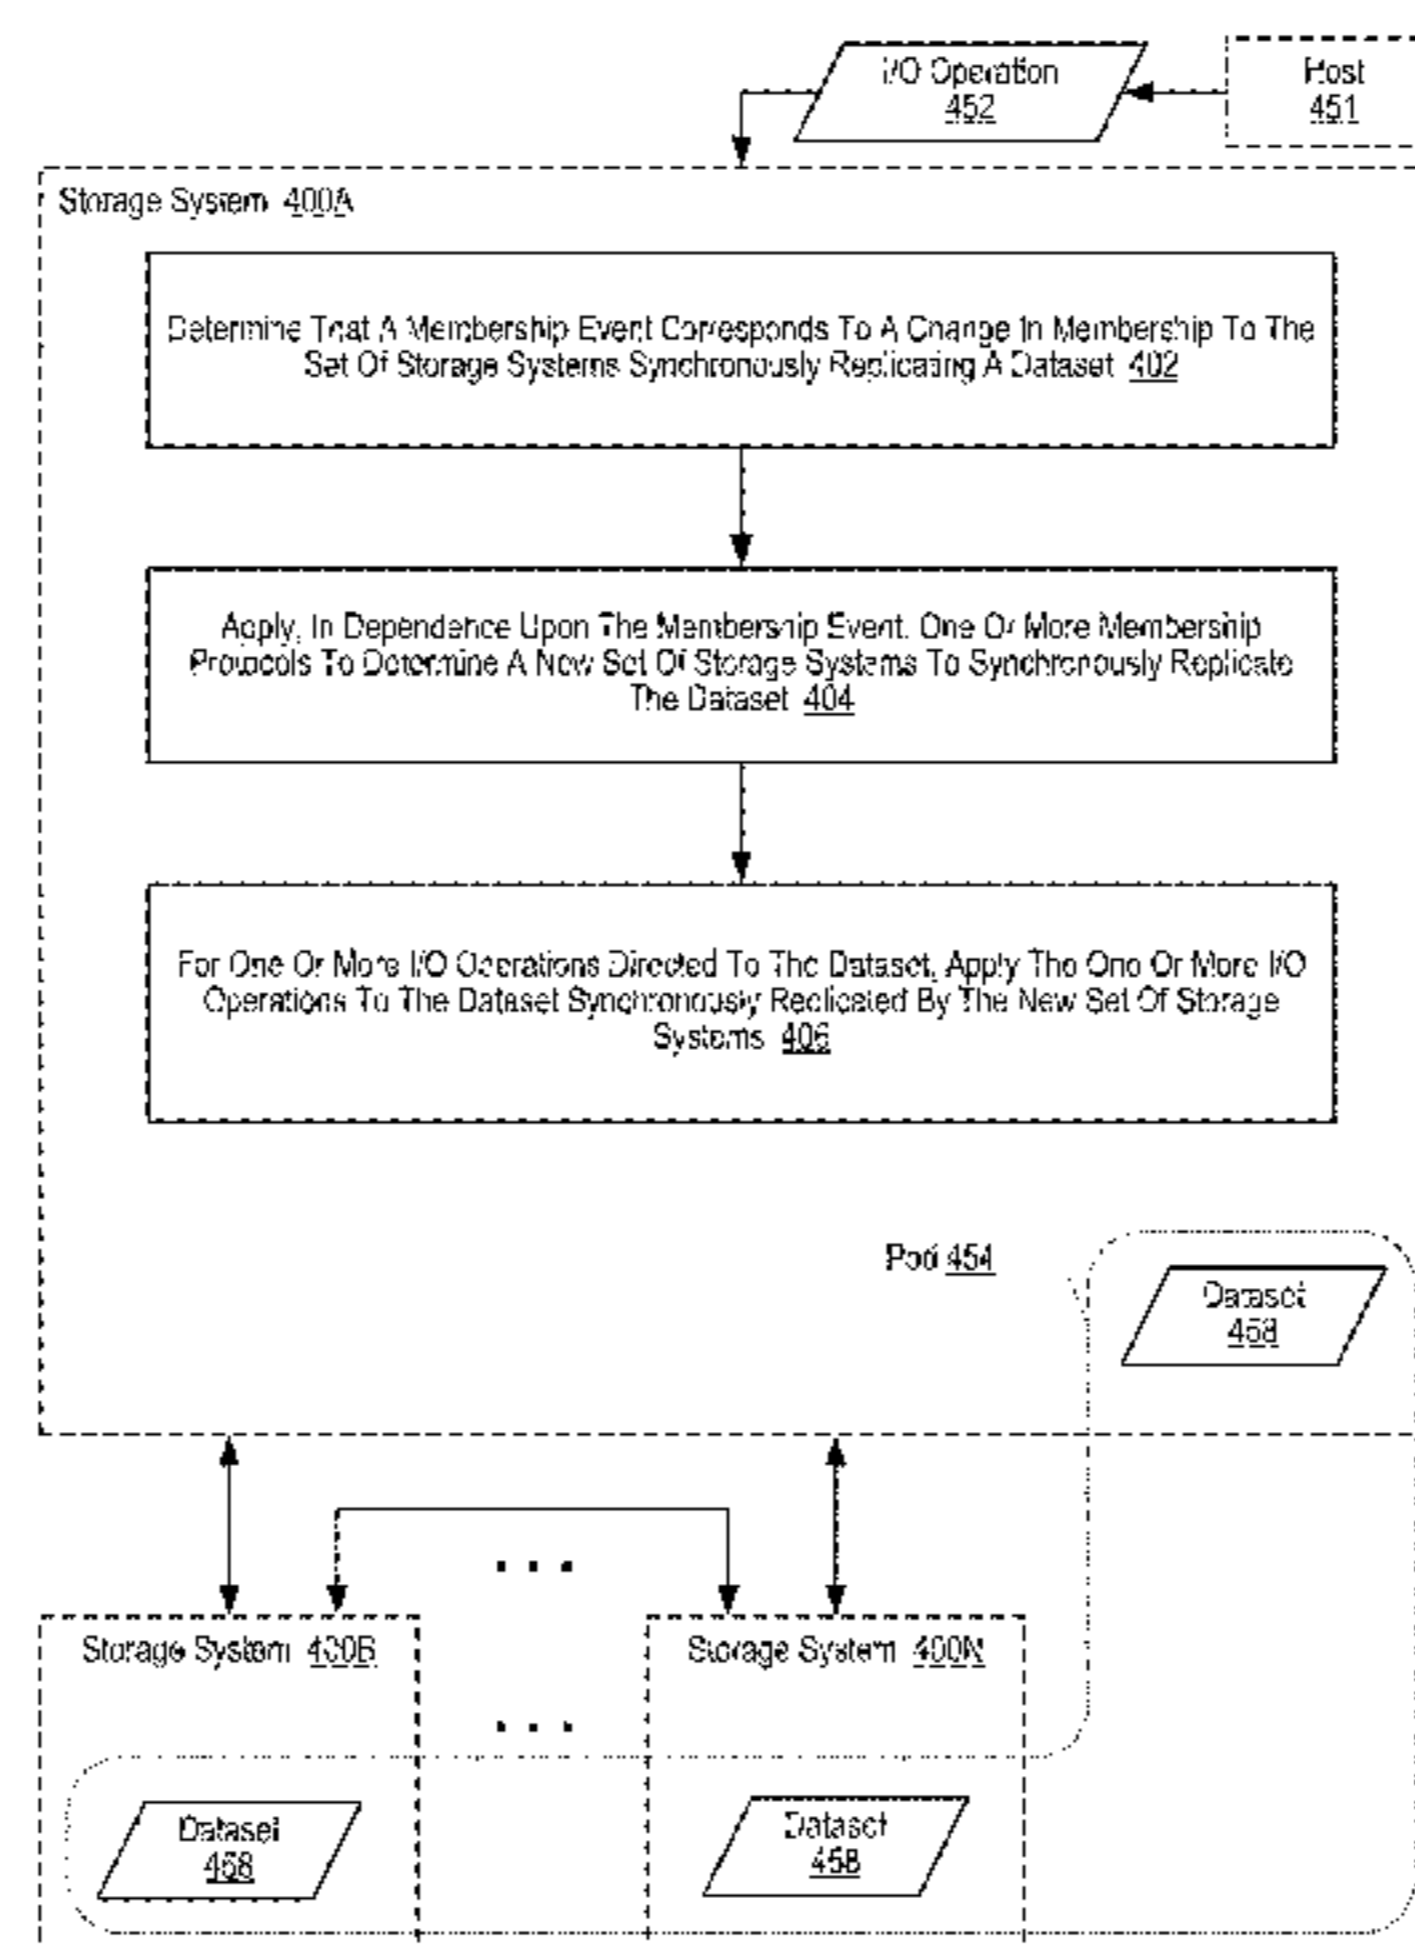 I/O Operation
452
Host
451
Storage System 400A
Determine That A Membership Event Corresponds To A Change In Membership To The
Set Of Storage Systems Synchronously Replicating A Dataset 402
Apply, In Dependence Upon The Membership Event, One Or More Membership
Protocols To Determine A New Set Of Storage Systems To Synchronously Replicate
The Dataset 404
For One Or More I/O Operations Directed To The Dataset, Apply The One Or More I/O
Operations To The Dataset Synchronously Replicated By The New Set Of Storage
Systems 406
Pod 454
Dataset
458
. . .
Storage System 400B
Storage System 400N
. . .
Dataset
458
Dataset
458